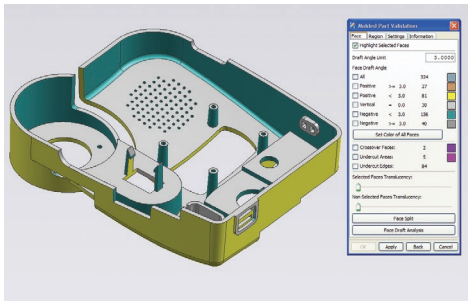 Molded Part Validation
Face Region Settings Information
Highlight Selected Faces
Draft Angle Limit 3.0000
Face Draft Angle
All 334
Positive >= 3.0 27
Positive < 3.0 81
Vertical = 0.0 38
Negative < 3.0 136
Negative >= 3.0 40
Set Color of All Faces
Crossover Faces: 2
Undercut Areas: 5
Undercut Edges: 84
Selected Faces Translucency:
Non Selected Faces Translucency:
Face Split
Face Draft Analysis
OK Apply Back Cancel